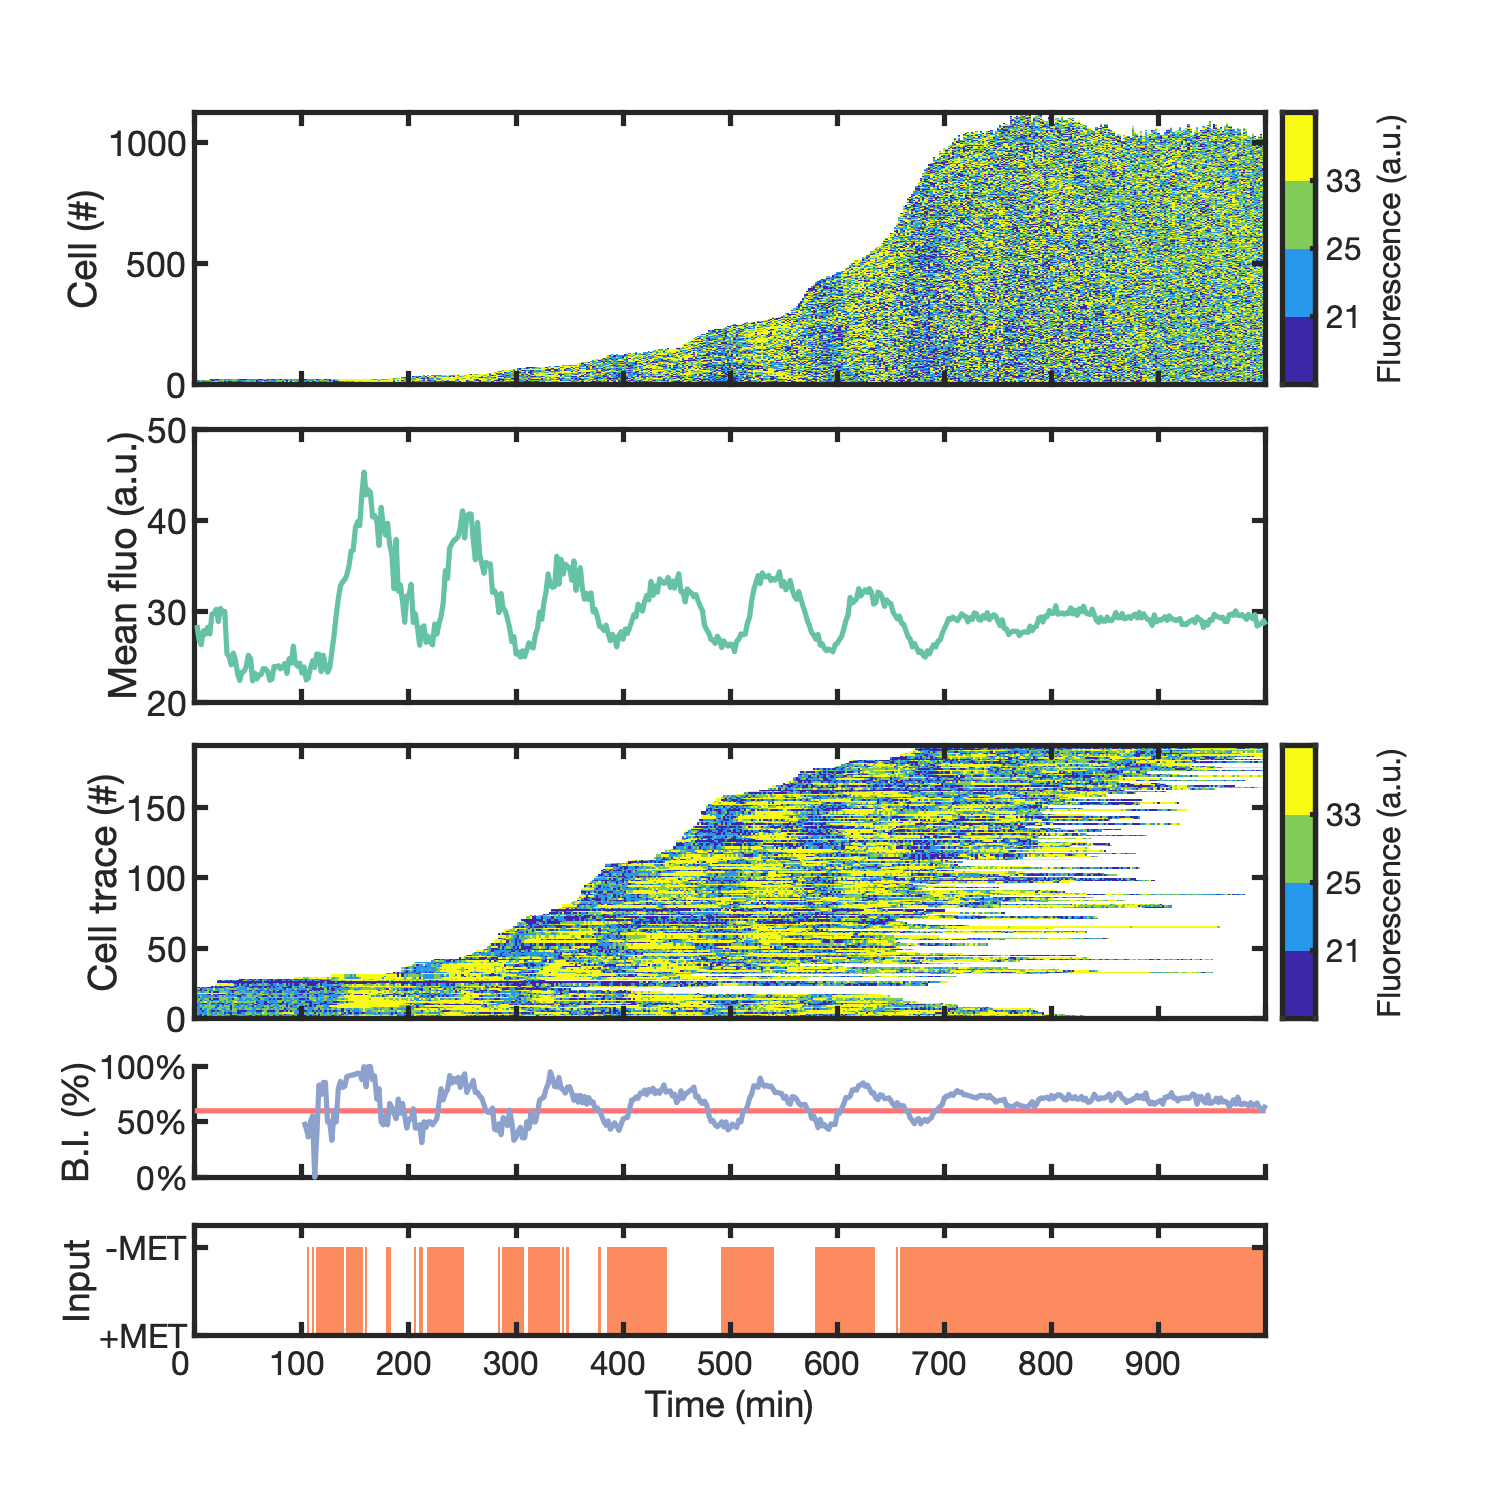 1000
500
0
Cell (#)
33
25
21
Fluorescence (a.u.)
50
40
30
20
Mean fluo (a.u.)
150
100
50
0
Cell trace (#)
33
25
21
Fluorescence (a.u.)
100%
50%
0%
B.I. (%)
-MET
+MET
Input
0 100 200 300 400 500 600 700 800 900
Time (min)